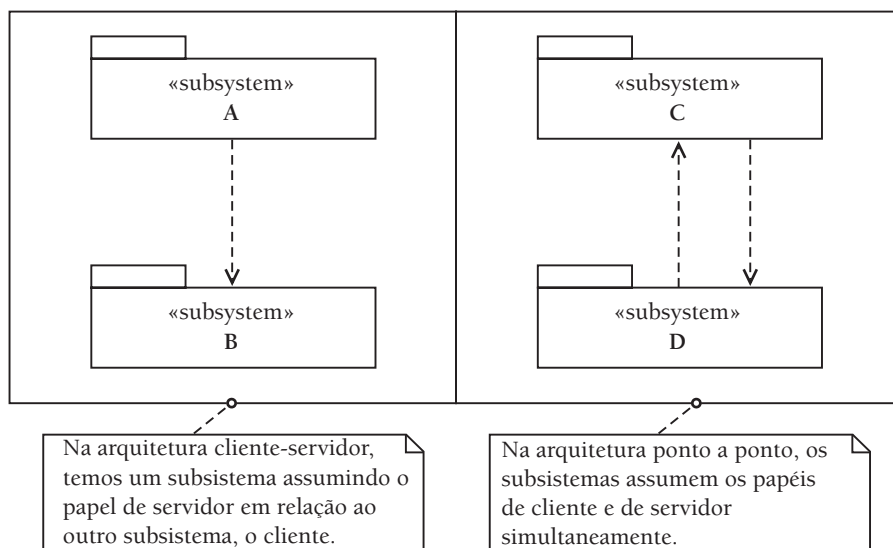 «subsystem»
A
«subsystem»
B
«subsystem»
C
«subsystem»
D
Na arquitetura cliente-servidor,
temos um subsistema assumindo o
papel de servidor em relação ao
outro subsistema, o cliente.
Na arquitetura ponto a ponto, os
subsistemas assumem os papéis
de cliente e de servidor
simultaneamente.